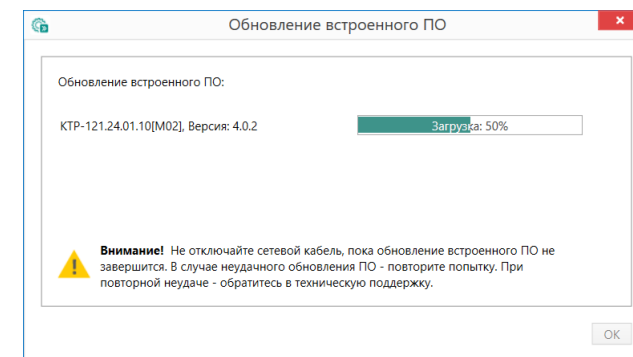 Обновление встроенного ПО
Обновление встроенного ПО:
КТР-121.24.01.10[M02], Версия: 4.0.2
Загрузка: 50%
Внимание! Не отключайте сетевой кабель, пока обновление встроенного ПО не
завершится. В случае неудачного обновления ПО - повторите попытку. При
повторной неудаче - обратитесь в техническую поддержку.
ОК